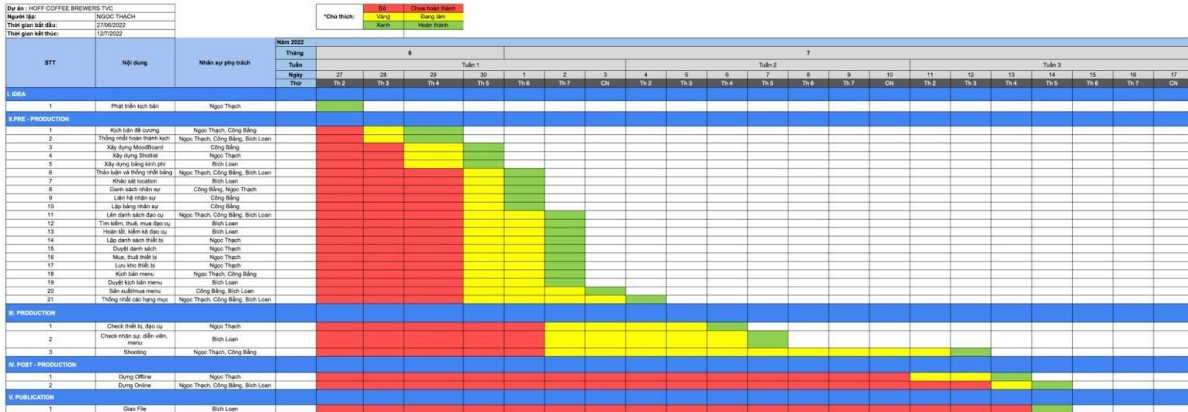 Dự án : HOFF COFFEE BREWERS TVC
Người lập: NGỌC THẠCH
Thời gian bắt đầu: 27/06/2022
Thời gian kết thúc: 12/7/2022
*Chú thích: Đỏ Chưa hoàn thành
Vàng Đang làm
Xanh Hoàn thành
STT Nội dung Nhân sự phụ trách
Năm 2022
Tháng 6 7
Tuần Tuần 1 Tuần 2 Tuần 3
Ngày 27 28 29 30 1 2 3 4 5 6 7 8 9 10 11 12 13 14 15 16 17
Thứ Th 2 Th 3 Th 4 Th 5 Th 6 Th 7 CN Th 2 Th 3 Th 4 Th 5 Th 6 Th 7 CN Th 2 Th 3 Th 4 Th 5 Th 6 Th 7 CN
I. IDEA
1 Phát triển kịch bản Ngọc Thạch
II.PRE - PRODUCTION
1 Kịch bản đề cương Ngọc Thạch, Công Bằng
2 Thống nhất hoàn thành kịch Ngọc Thạch, Công Bằng, Bích Loan
3 Xây dựng MoodBoard Công Bằng
4 Xây dựng Shotlist Ngọc Thạch
5 Xây dựng bảng kinh phí Bích Loan
6 Thảo luận và thống nhất bảng Ngọc Thạch, Công Bằng, Bích Loan
7 Khảo sát location Bích Loan
8 Danh sách nhân sự Công Bằng, Ngọc Thạch
9 Liên hệ nhân sự Công Bằng
10 Lập bảng nhân sự Công Bằng
11 Lên danh sách đạo cụ Ngọc Thạch, Công Bằng, Bích Loan
12 Tìm kiếm, thuê, mua đạo cụ Bích Loan
13 Hoàn tất, kiểm kê đạo cụ Bích Loan
14 Lập danh sách thiết bị Ngọc Thạch
15 Duyệt danh sách Ngọc Thạch
16 Mua, thuê thiết bị Ngọc Thạch
17 Lưu kho thiết bị Ngọc Thạch
18 Kịch bản menu Ngọc Thạch, Công Bằng
19 Duyệt kịch bản menu Bích Loan
20 Sản xuất/mua menu Công Bằng, Bích Loan
21 Thống nhất các hạng mục Ngọc Thạch, Công Bằng, Bích Loan
III. PRODUCTION
1 Check thiết bị, đạo cụ Ngọc Thạch
2 Check nhân sự, diễn viên, menu Bích Loan
3 Shooting Ngọc Thạch, Công Bằng
IV. POST - PRODUCTION
1 Dựng Offline Ngọc Thạch
2 Dựng Online Ngọc Thạch, Công Bằng, Bích Loan
V. PUBLICATION
1 Giao File Bích Loan